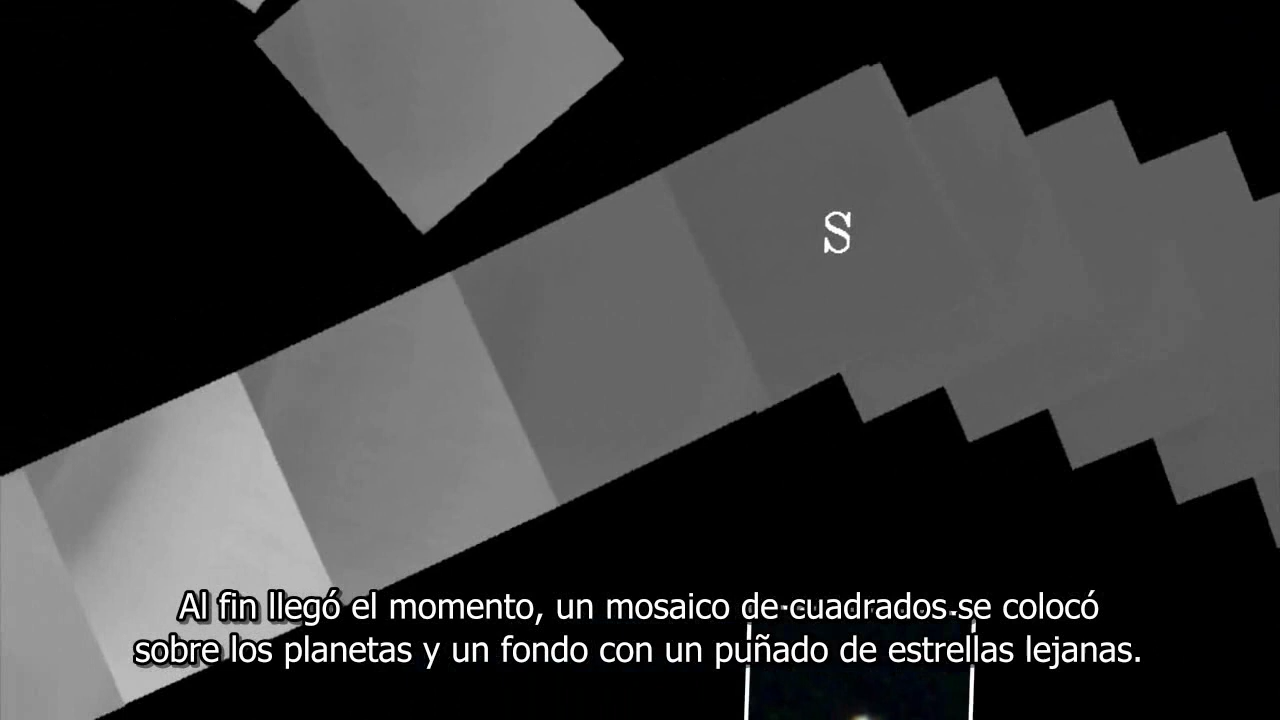 S
Al fin llegó el momento, un mosaico de cuadrados se colocó
sobre los planetas y un fondo con un puñado de estrellas lejanas.